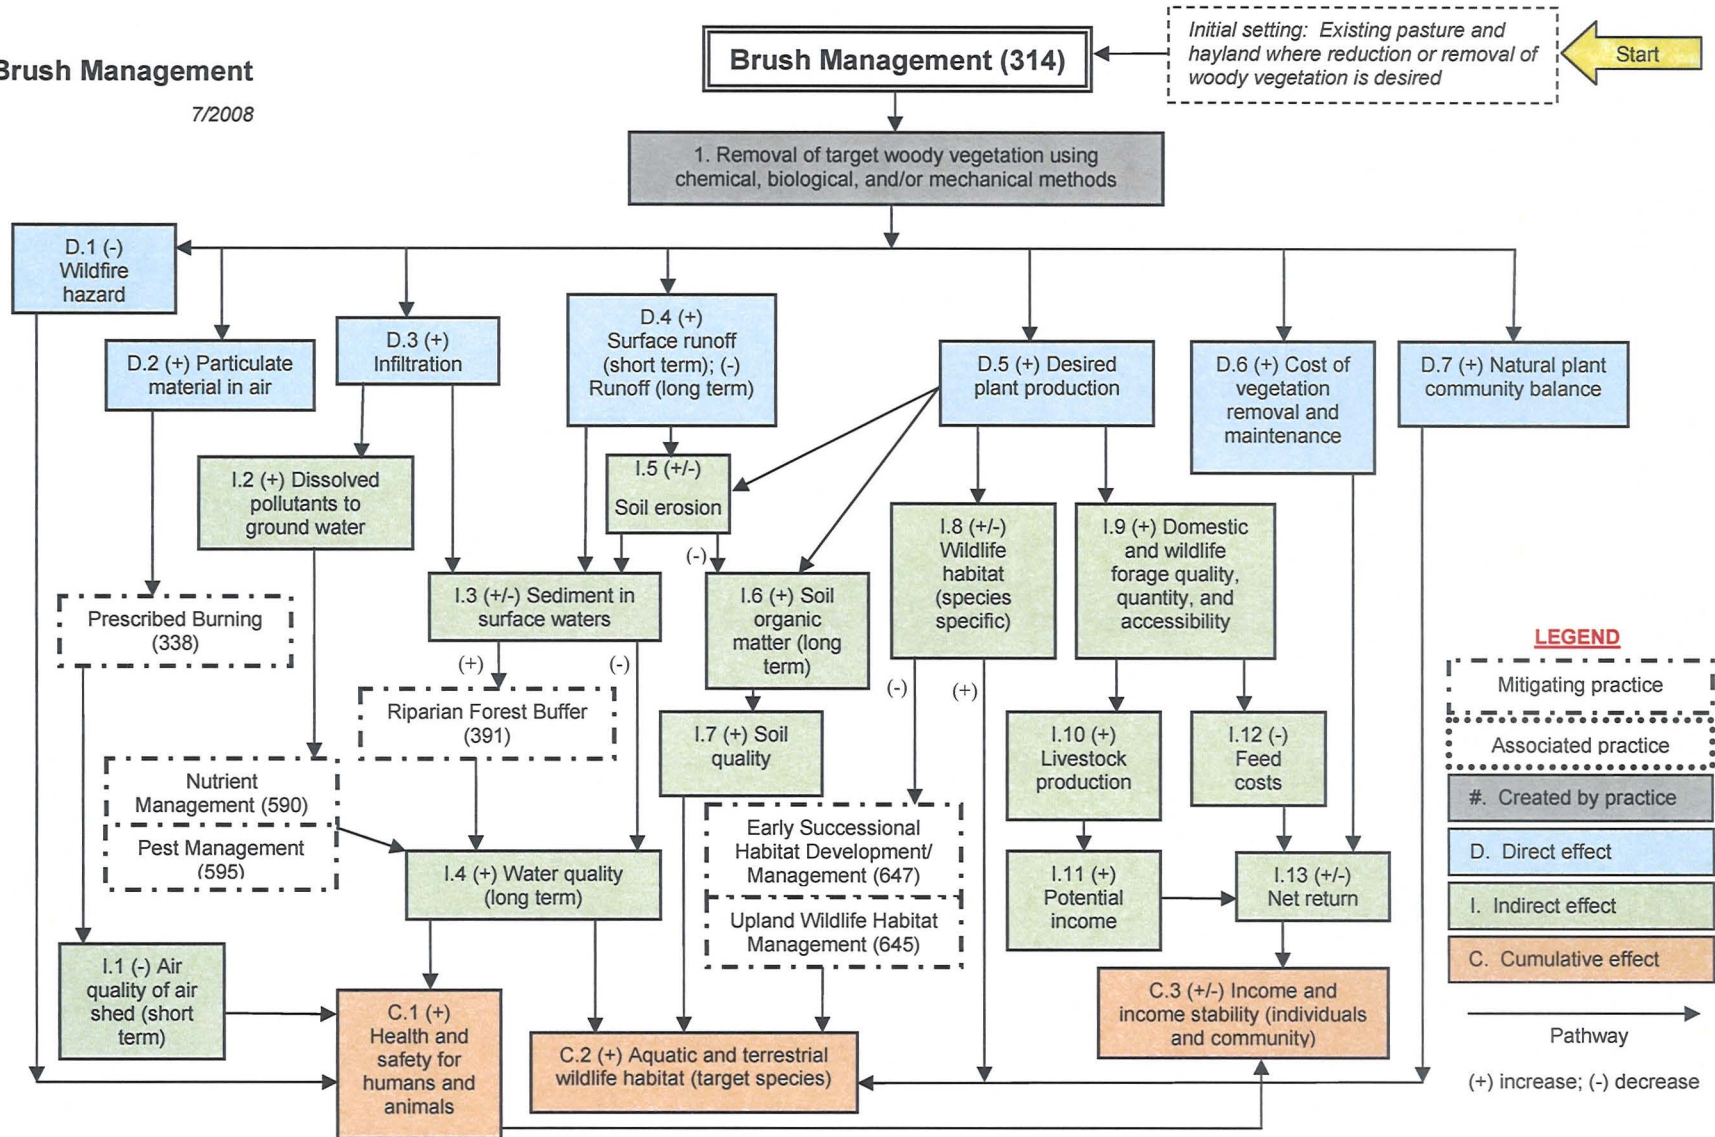 Brush Management
7/2008
Brush Management (314)
Initial setting: Existing pasture and
hayland where reduction or removal of
woody vegetation is desired
Start
1. Removal of target woody vegetation using
chemical, biological, and/or mechanical methods
D.1 (-)
Wildfire
hazard
D.2 (+) Particulate
material in air
D.3 (+)
Infiltration
D.4 (+)
Surface runoff
(short term); (-)
Runoff (long term)
D.5 (+) Desired
plant production
D.6 (+) Cost of
vegetation
removal and
maintenance
D.7 (+) Natural plant
community balance
I.2 (+) Dissolved
pollutants to
ground water
I.5 (+/-)
Soil erosion
I.8 (+/-)
Wildlife
habitat
(species
specific)
I.9 (+) Domestic
and wildlife
forage quality,
quantity, and
accessibility
(-)
Prescribed Burning
(338)
I.3 (+/-) Sediment in
surface waters
I.6 (+) Soil
organic
matter (long
term)
(+)
(-)
(-)
(+)
Riparian Forest Buffer
(391)
I.7 (+) Soil
quality
I.10 (+)
Livestock
production
I.12 (-)
Feed
costs
Nutrient
Management (590)
Pest Management
(595)
Early Successional
Habitat Development/
Management (647)
Upland Wildlife Habitat
Management (645)
I.4 (+) Water quality
(long term)
I.11 (+)
Potential
income
I.13 (+/-)
Net return
I.1 (-) Air
quality of air
shed (short
term)
C.1 (+)
Health and
safety for
humans and
animals
C.2 (+) Aquatic and terrestrial
wildlife habitat (target species)
C.3 (+/-) Income and
income stability (individuals
and community)
LEGEND
Mitigating practice
Associated practice
#. Created by practice
D. Direct effect
I. Indirect effect
C. Cumulative effect
Pathway
(+) increase; (-) decrease